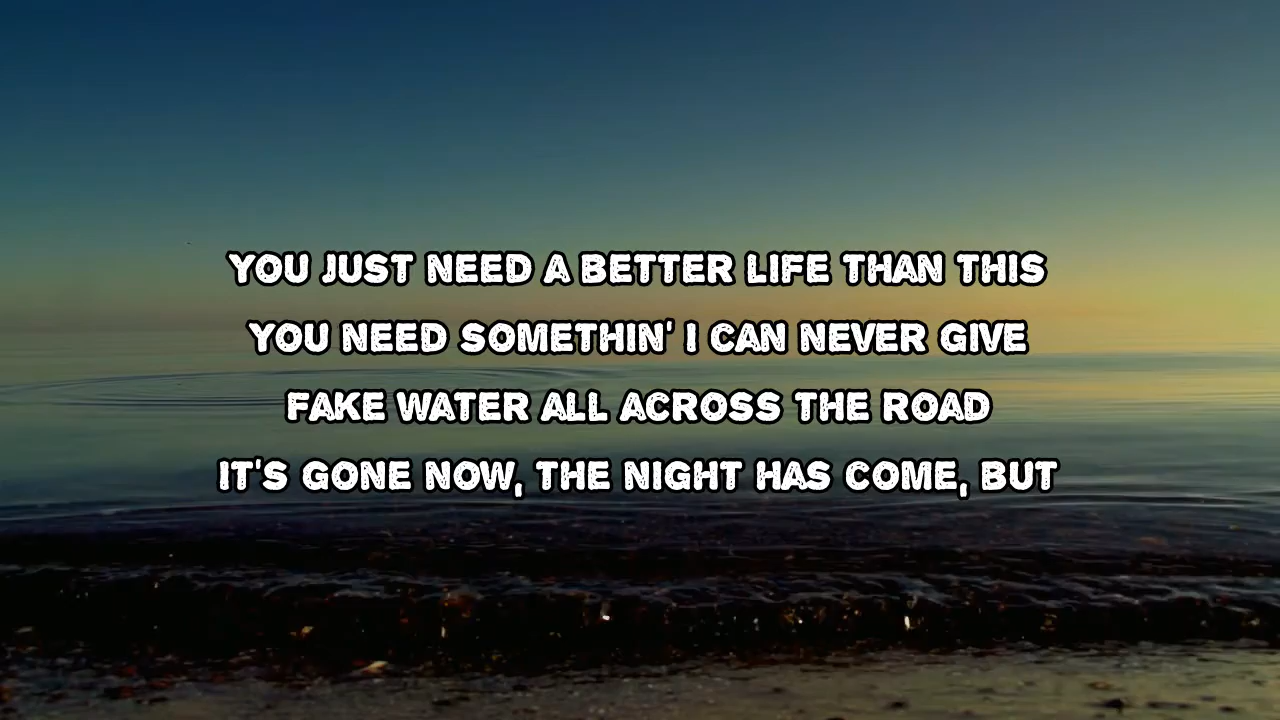 YOU JUST NEED A BETTER LIFE THAN THIS
YOU NEED SOMETHIN' I CAN NEVER GIVE
FAKE WATER ALL ACROSS THE ROAD
IT'S GONE NOW, THE NIGHT HAS COME, BUT